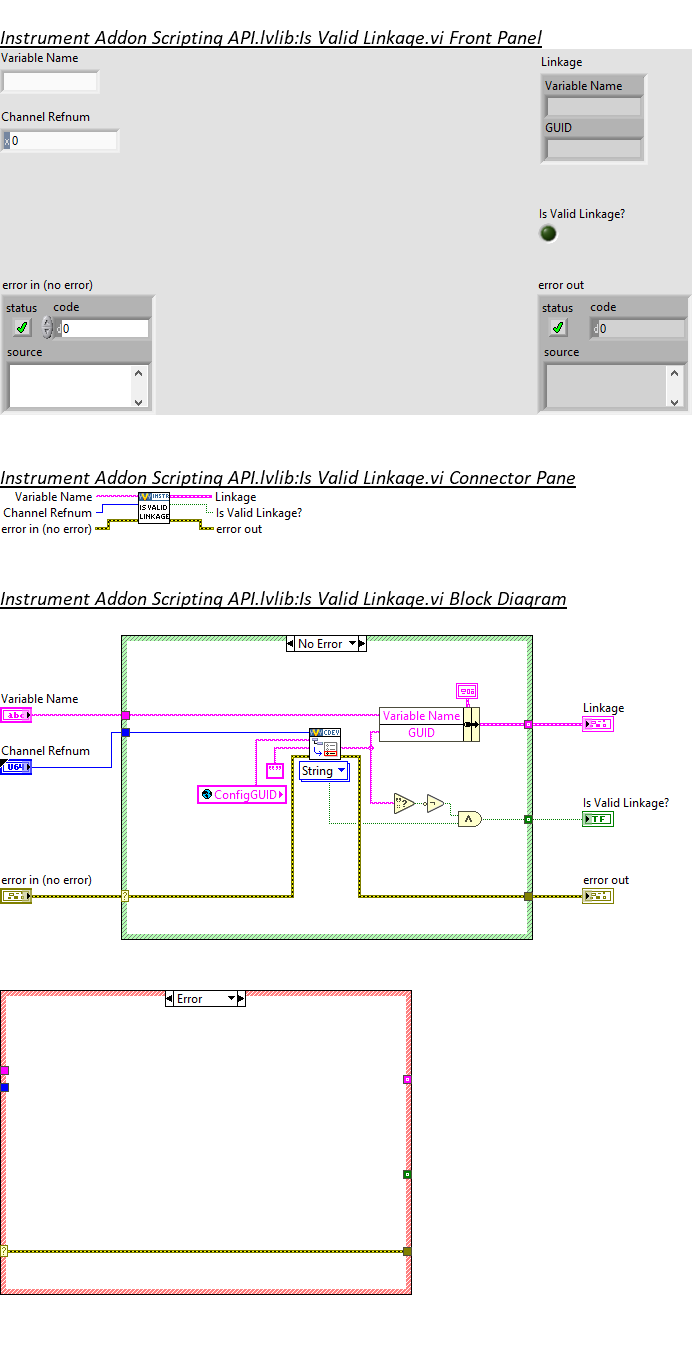 Instrument Addon Scripting API.lvlib:Is Valid Linkage.vi Front Panel
Variable Name
Linkage
Variable Name
Channel Refnum
x 0
GUID
Is Valid Linkage?
error in (no error)
error out
status code
d 0
source
status code
d 0
source
Instrument Addon Scripting API.lvlib:Is Valid Linkage.vi Connector Pane
Variable Name
INSTR
Linkage
Channel Refnum
IS VALID
LINKAGE
Is Valid Linkage?
error in (no error)
error out
Instrument Addon Scripting API.lvlib:Is Valid Linkage.vi Block Diagram
No Error
Variable Name
abc
Variable Name
GUID
Linkage
Channel Refnum
U64
CDEV
String
ConfigGUID
Is Valid Linkage?
TF
error in (no error)
?
error out
Error
?